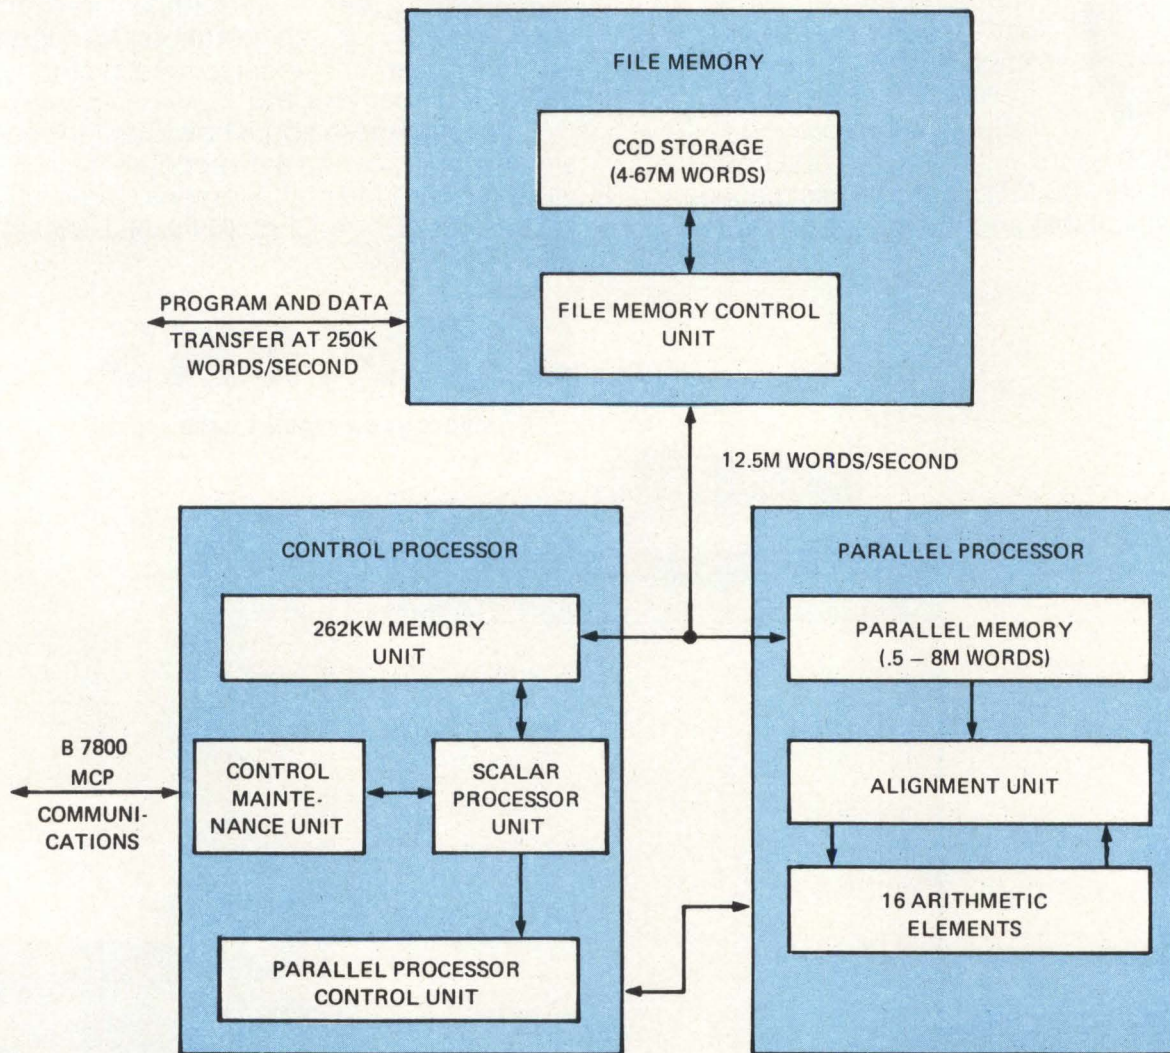 FILE MEMORY
CCD STORAGE
(4-67M WORDS)
PROGRAM AND DATA
TRANSFER AT 250K
WORDS/SECOND
FILE MEMORY CONTROL
UNIT
12.5M WORDS/SECOND
CONTROL PROCESSOR
262KW MEMORY
UNIT
B 7800
MCP
COMMUNI-
CATIONS
CONTROL
MAINTE-
NANCE UNIT
SCALAR
PROCESSOR
UNIT
PARALLEL PROCESSOR
CONTROL UNIT
PARALLEL PROCESSOR
PARALLEL MEMORY
(.5 – 8M WORDS)
ALIGNMENT UNIT
16 ARITHMETIC
ELEMENTS